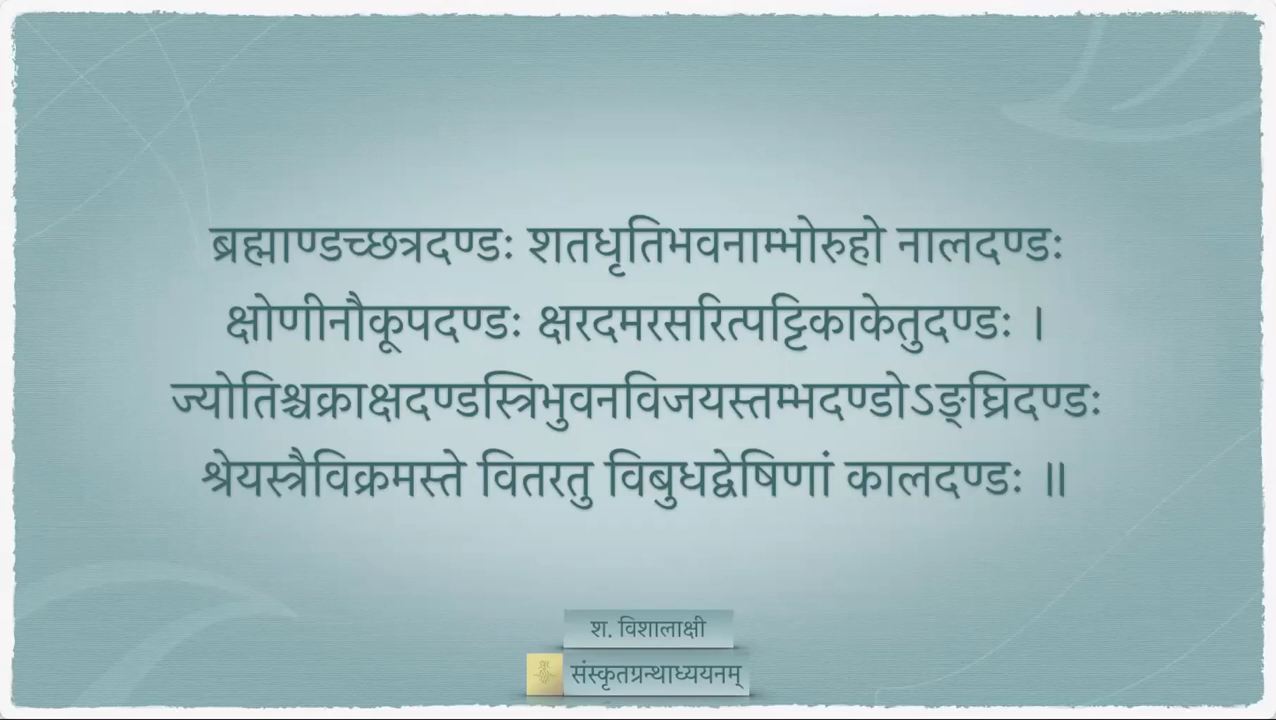 ब्रह्माण्डच्छत्रदण्डः शतधृतिभवनाम्भोरुहो नालदण्डः
क्षोणीनौकूपदण्डः क्षरदमरसरित्पट्टिकाकेतुदण्डः ।
ज्योतिश्चक्राक्षदण्डस्त्रिभुवनविजयस्तम्भदण्डोऽङ्घ्रिदण्डः
श्रेयस्त्रैविक्रमस्ते वितरतु विबुधद्वेषिणां कालदण्डः ॥
श. विशालाक्षी
संस्कृतग्रन्थाध्ययनम्